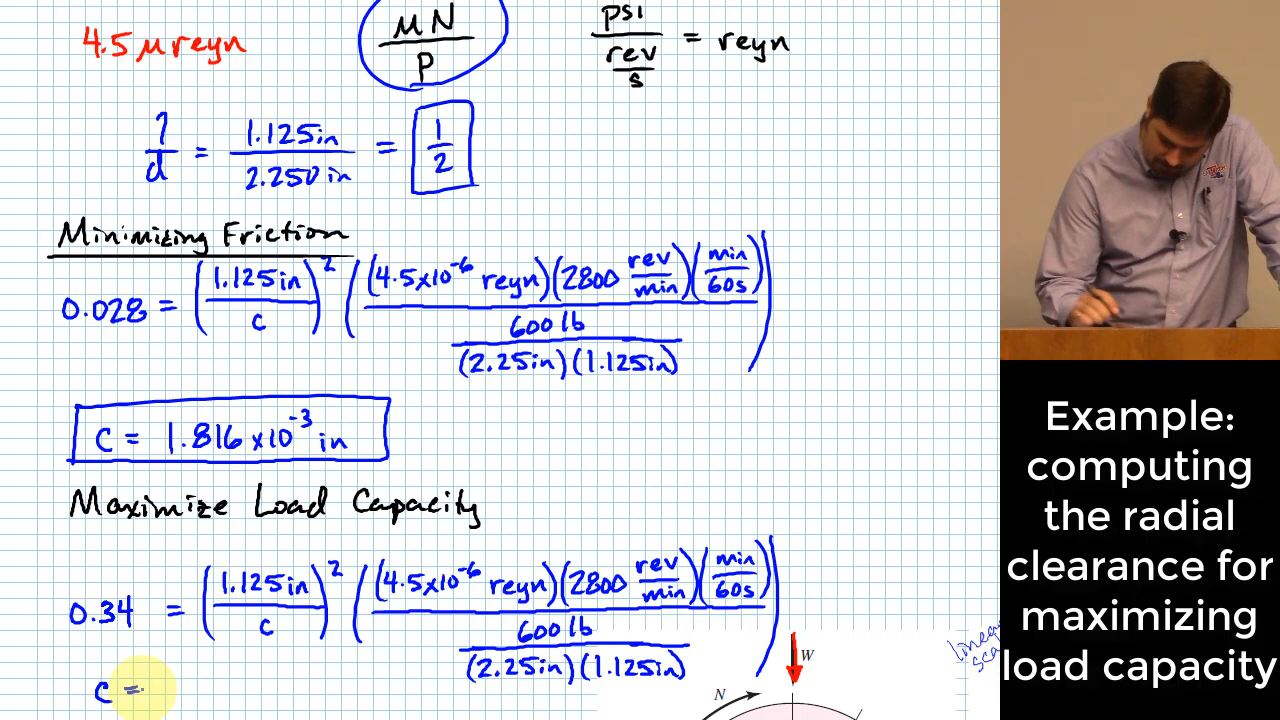 4.5 μreyn
μN/P
psi/(rev/s) = reyn
l/d = 1.125in/2.250 in = 1/2
Minimizing Friction
0.028 = (1.125in/c)² ((4.5x10⁻⁶ reyn)(2800 rev/min)(min/60s) / (600 lb/((2.25in)(1.125in))))
c = 1.816 x10⁻³ in
Maximize Load Capacity
0.34 = (1.125in/c)² ((4.5x10⁻⁶ reyn)(2800 rev/min)(min/60s) / (600 lb/((2.25in)(1.125in))))
c =
W
N
Example:
computing
the radial
clearance for
maximizing
load capacity